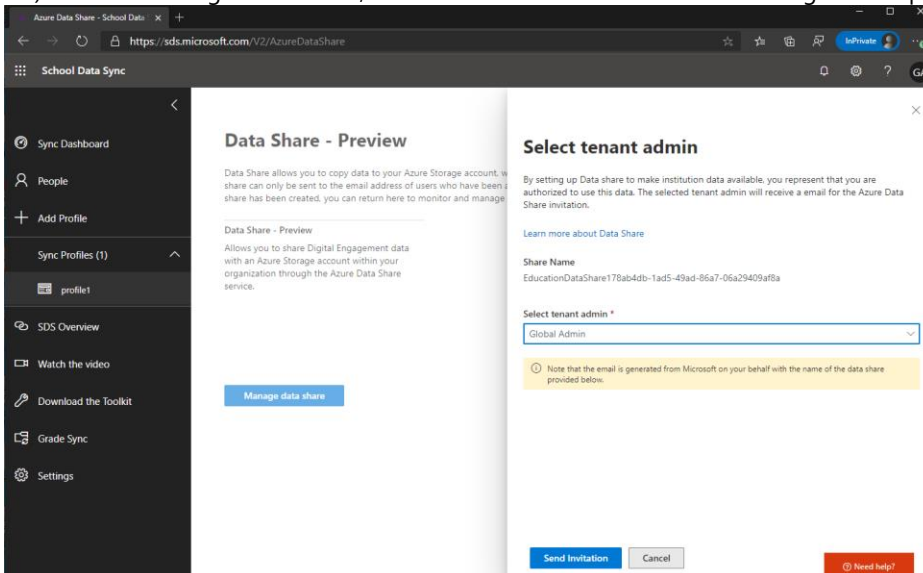 Azure Data Share - School Data
https://sds.microsoft.com/V2/AzureDataShare
InPrivate
School Data Sync
GA
Sync Dashboard
People
Add Profile
Sync Profiles (1)
profile1
SDS Overview
Watch the video
Download the Toolkit
Grade Sync
Settings
Data Share - Preview
Data Share allows you to copy data to your Azure Storage account,
share can only be sent to the email address of users who have been
share has been created, you can return here to monitor and manage
Data Share - Preview
Allows you to share Digital Engagement data
with an Azure Storage account within your
organization through the Azure Data Share
service.
Manage data share
Select tenant admin
By setting up Data share to make institution data available, you represent that you are
authorized to use this data. The selected tenant admin will receive a email for the Azure Data
Share invitation.
Learn more about Data Share
Share Name
EducationDataShare178ab4db-1ad5-49ad-86a7-06a29409af8a
Select tenant admin *
Global Admin
Note that the email is generated from Microsoft on your behalf with the name of the data share
provided below.
Send Invitation
Cancel
Need help?